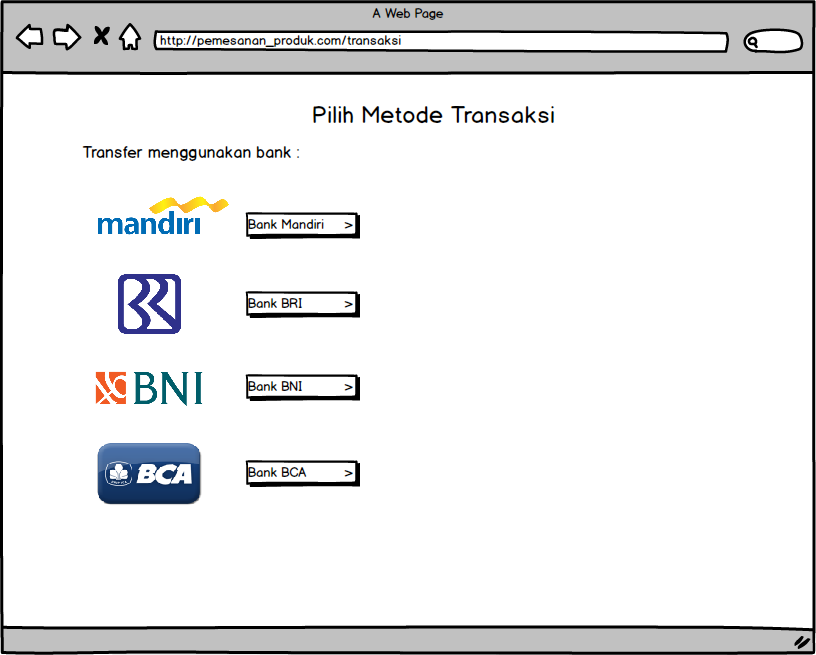 A Web Page
http://pemesanan_produk.com/transaksi
Pilih Metode Transaksi
Transfer menggunakan bank :
mandiri
Bank Mandiri >
Bank BRI >
BNI
Bank BNI >
BCA
Bank BCA >